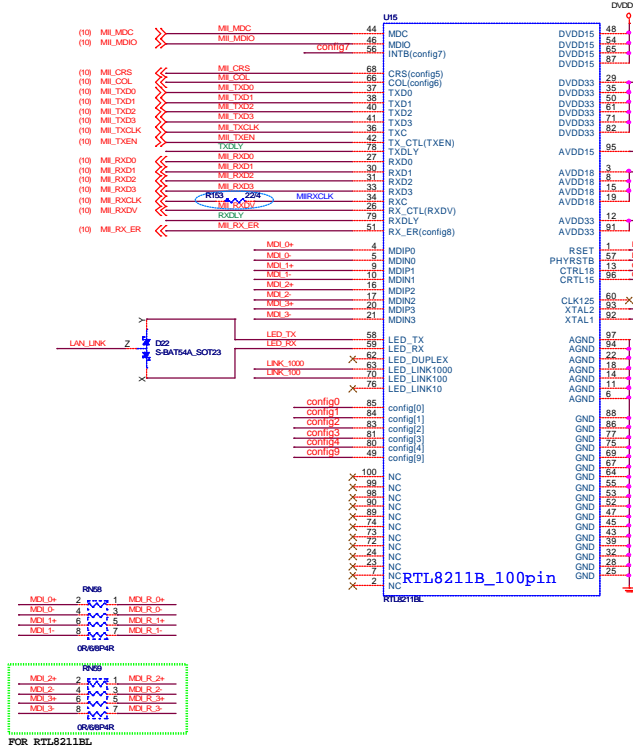 DVDD
U15
(10) MII_MDC MII_MDC 44 MDC DVDD15 48
(10) MII_MDIO MII_MDIO 46 MDIO DVDD15 54
config7 56 INTB(config7) DVDD15 65
DVDD15 87
(10) MII_CRS MII_CRS 68 CRS(config5) DVDD33 29
(10) MII_COL MII_COL 66 COL(config6) DVDD33 35
(10) MII_TXD0 MII_TXD0 37 TXD0 DVDD33 50
(10) MII_TXD1 MII_TXD1 38 TXD1 DVDD33 61
(10) MII_TXD2 MII_TXD2 40 TXD2 DVDD33 71
(10) MII_TXD3 MII_TXD3 41 TXD3 DVDD33 82
(10) MII_TXCLK MII_TXCLK 36 TXC
(10) MII_TXEN MII_TXEN 42 TX_CTL(TXEN)
TXDLY 78 TXDLY AVDD15 95
(10) MII_RXD0 MII_RXD0 27 RXD0
(10) MII_RXD1 MII_RXD1 30 RXD1 AVDD18 3
(10) MII_RXD2 MII_RXD2 31 RXD2 AVDD18 8
(10) MII_RXD3 MII_RXD3 33 RXD3 AVDD18 15
(10) MII_RXCLK R153 22/4 MIIRXCLK 34 RXC AVDD18 19
(10) MII_RXDV MII_RXDV 26 RX_CTL(RXDV)
RXDLY 79 RXDLY AVDD33 12
(10) MII_RX_ER MII_RX_ER 51 RX_ER(config8) AVDD33 91
MDI_0+ 4 MDIP0 RSET 1
MDI_0- 5 MDIN0 PHYRSTB 57
MDI_1+ 9 MDIP1 CTRL18 13
MDI_1- 10 MDIN1 CRTL15 96
MDI_2+ 16 MDIP2
MDI_2- 17 MDIN2 CLK125 60
MDI_3+ 20 MDIP3 XTAL2 93
MDI_3- 21 MDIN3 XTAL1 92
Y
LED_TX 58 LED_TX AGND 97
LAN_LINK Z D22 LED_RX 59 LED_RX AGND 94
S-BAT54A_SOT23 62 LED_DUPLEX AGND 22
LINK_1000 63 LED_LINK1000 AGND 18
LINK_100 70 LED_LINK100 AGND 14
X 76 LED_LINK10 AGND 11
AGND 6
config0 85 config[0]
config1 84 config[1] GND 88
config2 83 config[2] GND 86
config3 81 config[3] GND 77
config4 80 config[4] GND 75
config9 49 config[9] GND 69
GND 67
100 NC GND 64
99 NC GND 55
98 NC GND 53
90 NC GND 52
89 NC GND 47
74 NC GND 45
73 NC GND 43
72 NC GND 39
24 NC GND 32
23 NC GND 28
7 NC GND 25
2 NC
RTL8211B_100pin
RTL8211BL
RN58
MDI_0+ 2 1 MDI_R_0+
MDI_0- 4 3 MDI_R_0-
MDI_1+ 6 5 MDI_R_1+
MDI_1- 8 7 MDI_R_1-
0R/6/8P4R
RN59
MDI_2+ 2 1 MDI_R_2+
MDI_2- 4 3 MDI_R_2-
MDI_3+ 6 5 MDI_R_3+
MDI_3- 8 7 MDI_R_3-
0R/6/8P4R
FOR RTL8211BL